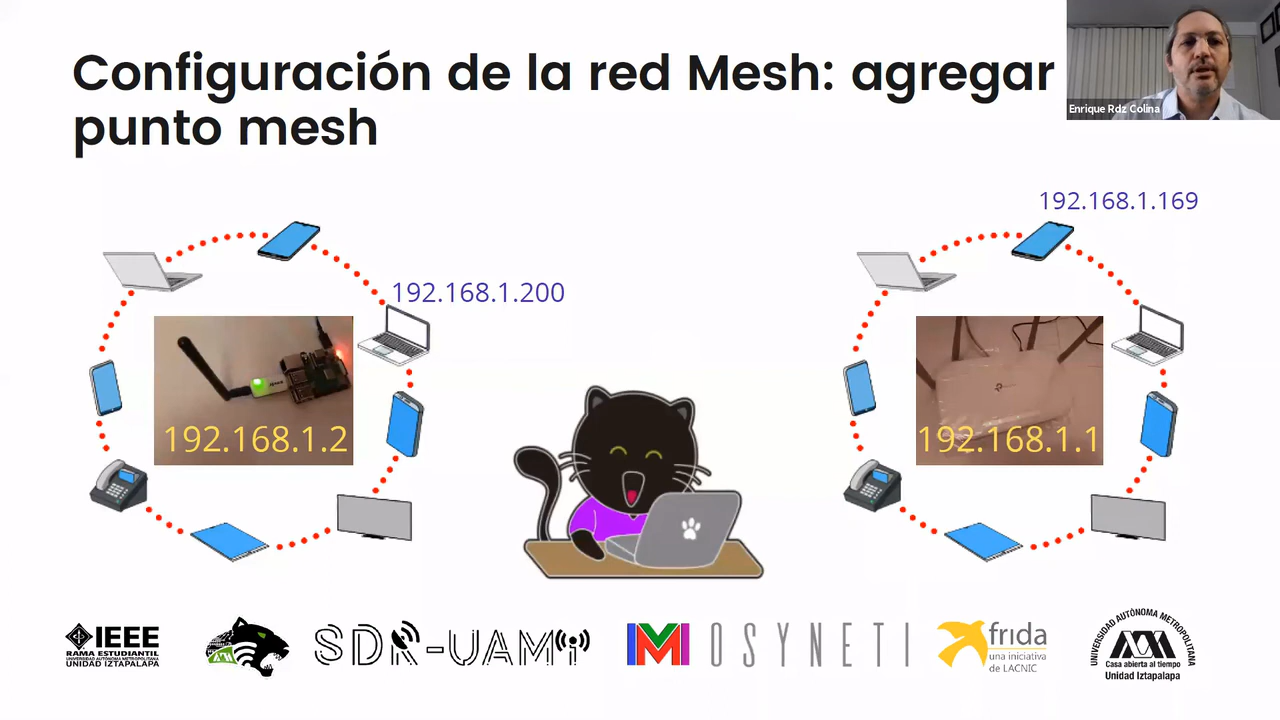 Configuración de la red Mesh: agregar
punto mesh
Enrique Rdz Colina
192.168.1.169
192.168.1.200
192.168.1.2
192.168.1.1
IEEE
RAMA ESTUDIANTIL
UNIVERSIDAD AUTÓNOMA METROPOLITANA
UNIDAD IZTAPALAPA
SDR-UAMI
OSYNETI
frida
una iniciativa
de LACNIC
UNIVERSIDAD AUTÓNOMA METROPOLITANA
Casa abierta al tiempo
Unidad Iztapalapa